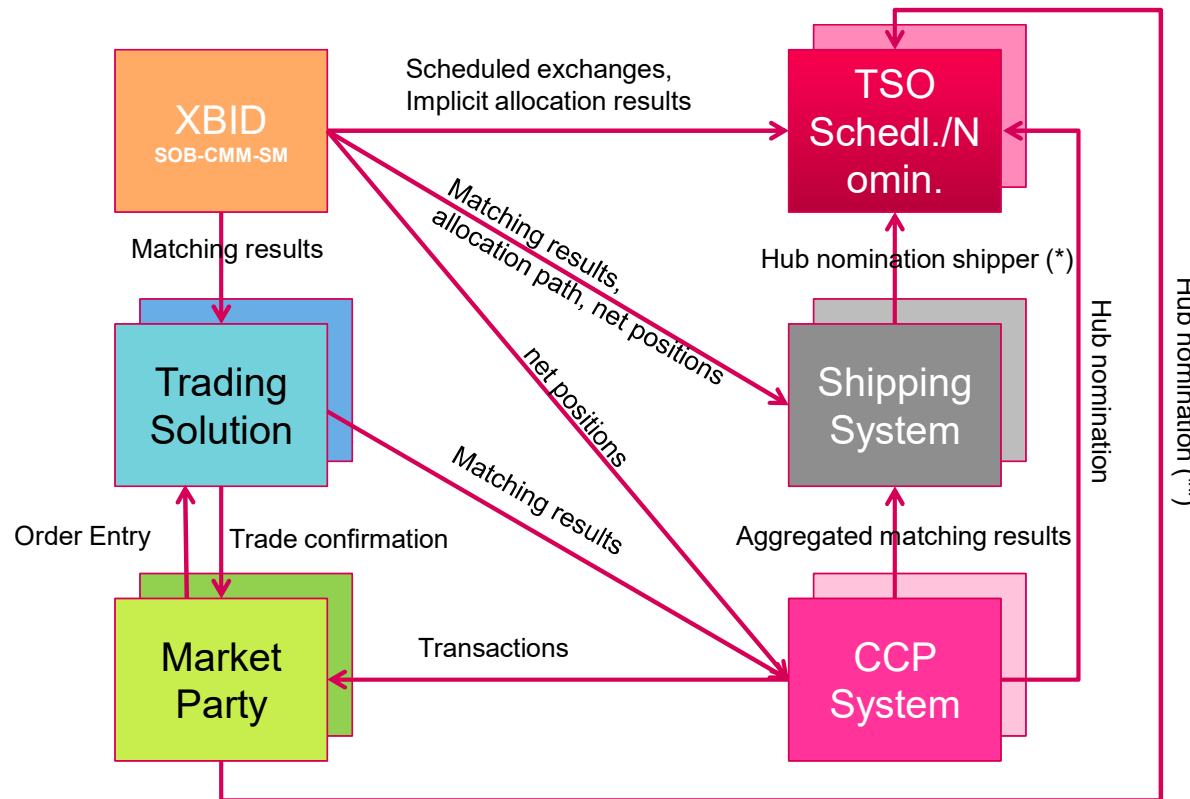 XBID
SOB-CMM-SM
Scheduled exchanges,
Implicit allocation results
TSO
Schedl./N
omin.
Matching results
Matching results,
allocation path, net positions
Hub nomination shipper (*)
Trading
Solution
net positions
Shipping
System
Hub nomination
Hub nomination (**)
Matching results
Order Entry
Trade confirmation
Aggregated matching results
Market
Party
Transactions
CCP
System